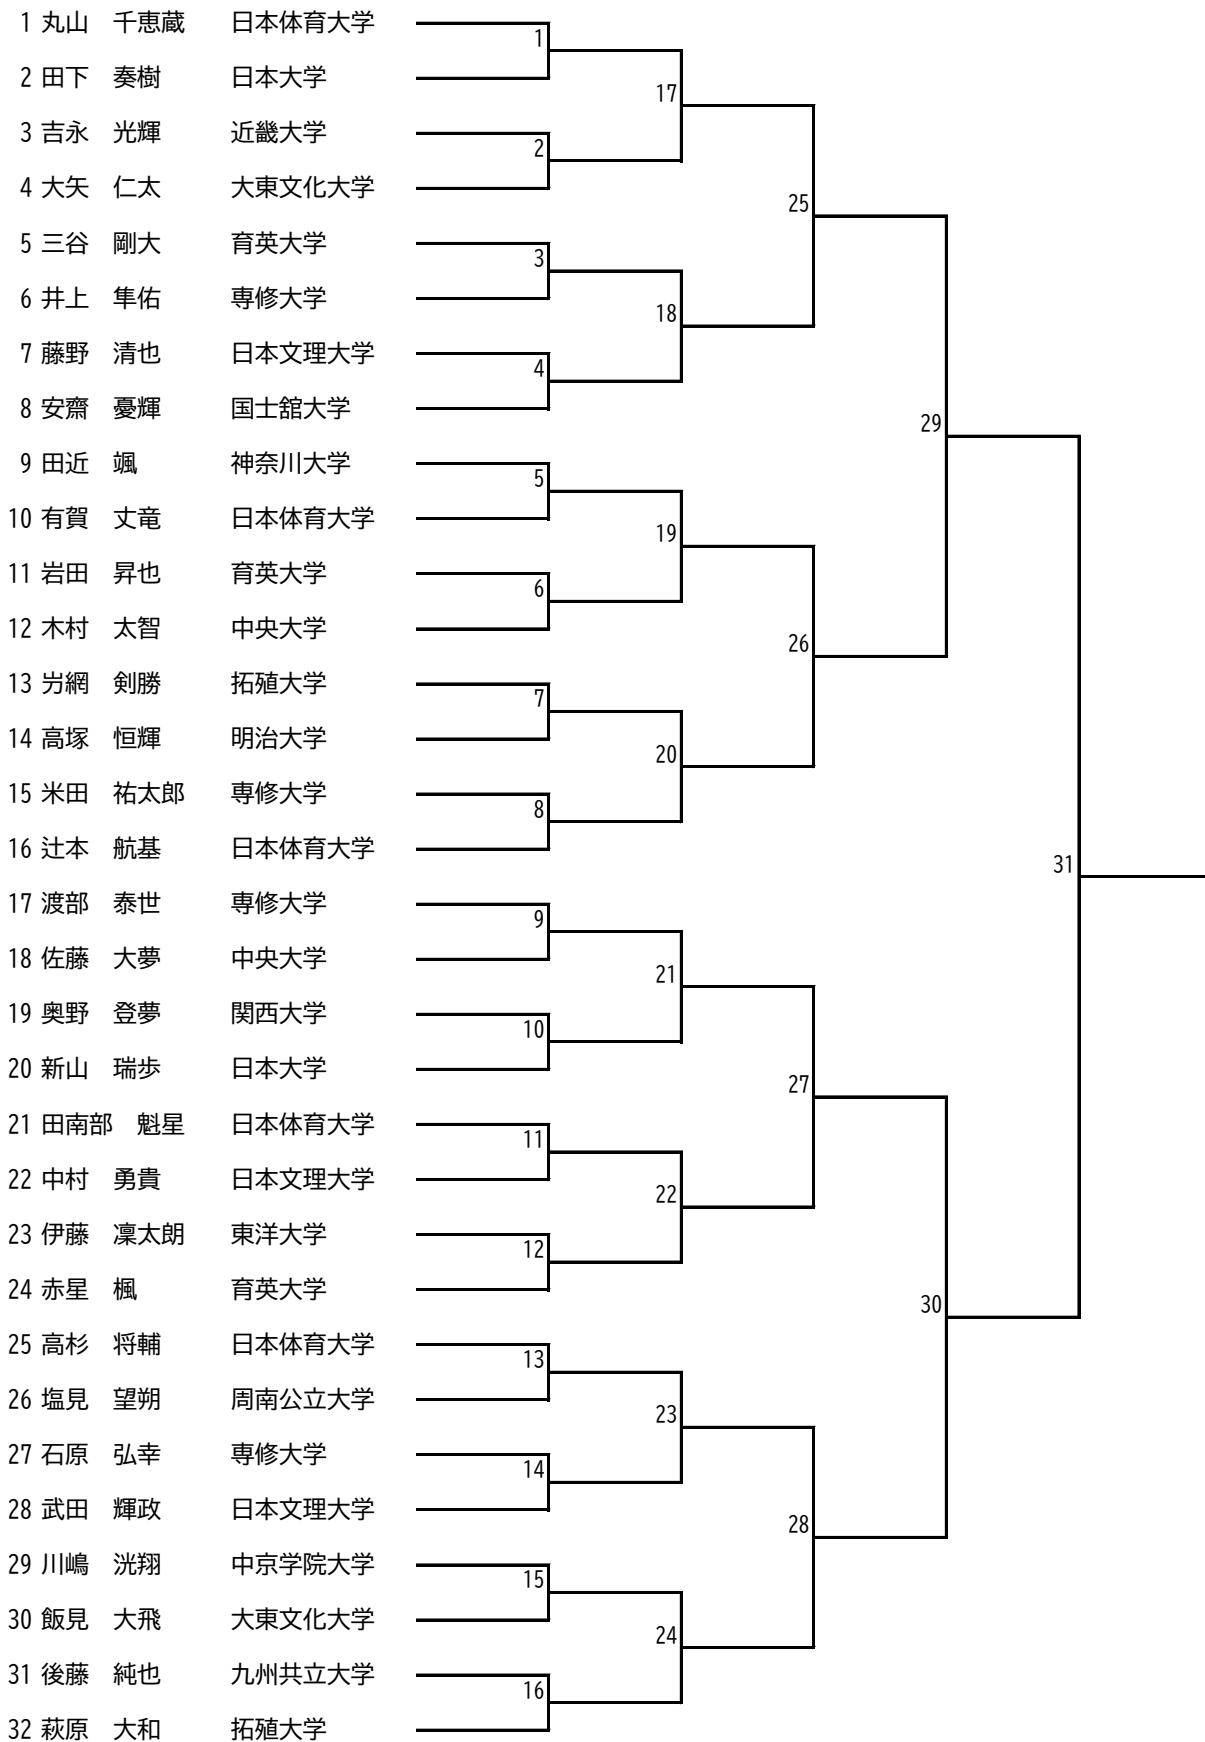 1 丸山　千恵蔵　日本体育大学
1
2 田下　奏樹　日本大学
17
3 吉永　光輝　近畿大学
2
4 大矢　仁太　大東文化大学
25
5 三谷　剛大　育英大学
3
6 井上　隼佑　専修大学
18
7 藤野　清也　日本文理大学
4
8 安齋　憂輝　国士舘大学
29
9 田近　颯　神奈川大学
5
10 有賀　丈竜　日本体育大学
19
11 岩田　昇也　育英大学
6
12 木村　太智　中央大学
26
13 屶網　剣勝　拓殖大学
7
14 高塚　恒輝　明治大学
20
15 米田　祐太郎　専修大学
8
16 辻本　航基　日本体育大学
31
17 渡部　泰世　専修大学
9
18 佐藤　大夢　中央大学
21
19 奥野　登夢　関西大学
10
20 新山　瑞歩　日本大学
27
21 田南部　魁星　日本体育大学
11
22 中村　勇貴　日本文理大学
22
23 伊藤　凜太朗　東洋大学
12
24 赤星　楓　育英大学
30
25 高杉　将輔　日本体育大学
13
26 塩見　望朔　周南公立大学
23
27 石原　弘幸　専修大学
14
28 武田　輝政　日本文理大学
28
29 川嶋　洸翔　中京学院大学
15
30 飯見　大飛　大東文化大学
24
31 後藤　純也　九州共立大学
16
32 萩原　大和　拓殖大学